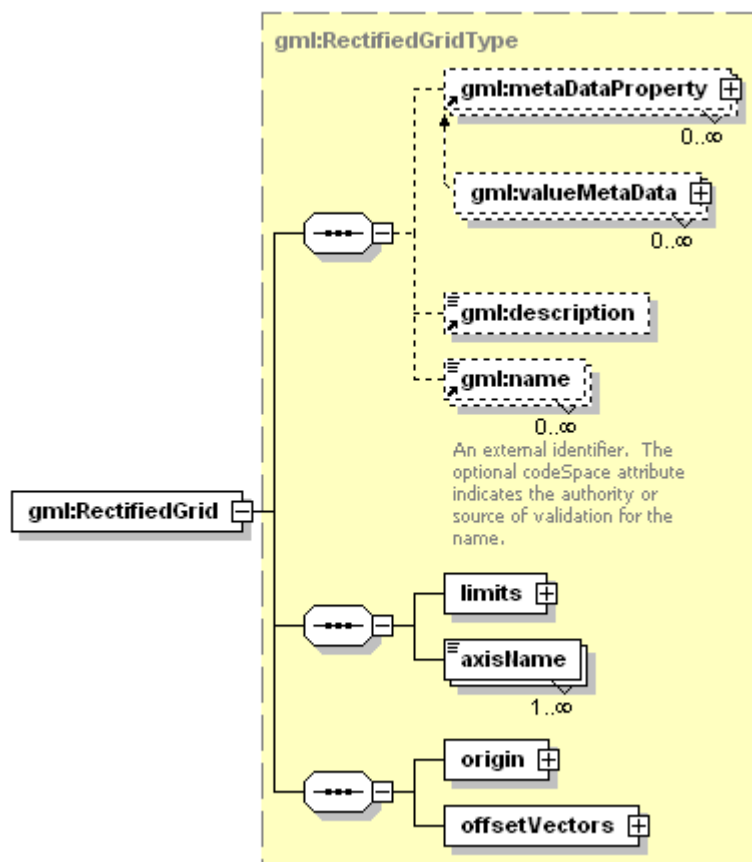 gml:RectifiedGridType
gml:metaDataProperty
0..∞
gml:valueMetaData
0..∞
gml:description
gml:name
0..∞
An external identifier. The
optional codeSpace attribute
indicates the authority or
source of validation for the
name.
gml:RectifiedGrid
limits
axisName
1..∞
origin
offsetVectors